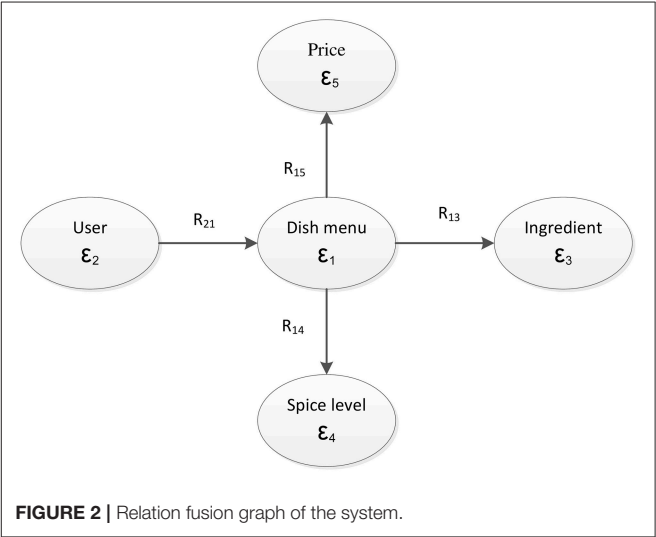 Price
ε₅
R₁₅
User
ε₂
R₂₁
Dish menu
ε₁
R₁₃
Ingredient
ε₃
R₁₄
Spice level
ε₄
FIGURE 2 | Relation fusion graph of the system.